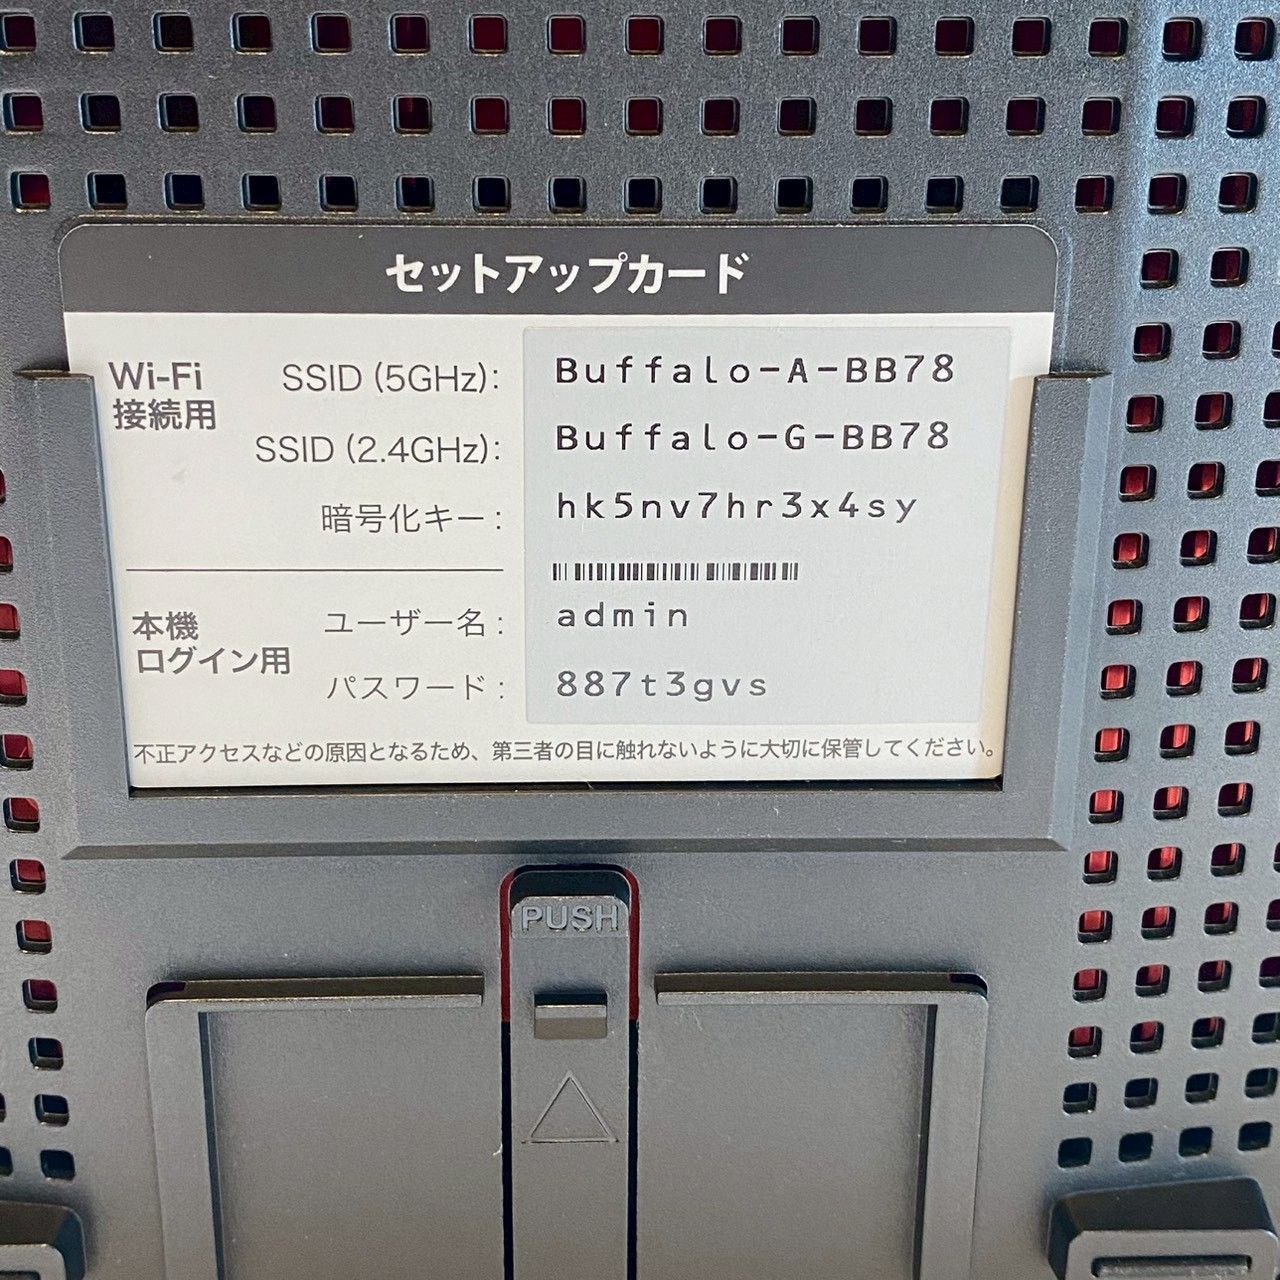 セットアップカード
Wi-Fi 接続用
SSID (5GHz): Buffalo-A-BB78
SSID (2.4GHz): Buffalo-G-BB78
暗号化キー: hk5nv7hr3x4sy
本機 ログイン用
ユーザー名: admin
パスワード: 887t3gvs
不正アクセスなどの原因となるため、第三者の目に触れないように大切に保管してください。
PUSH